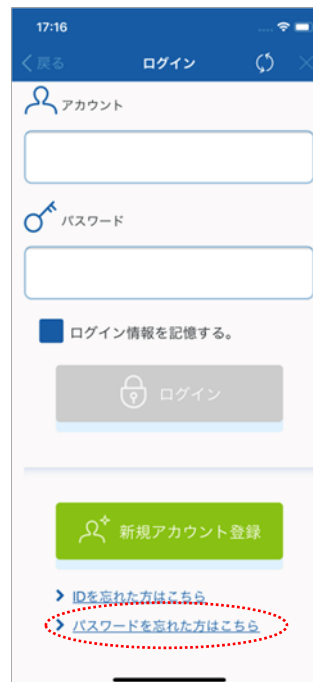 17:16
戻る
ログイン
アカウント
パスワード
ログイン情報を記憶する。
ログイン
新規アカウント登録
IDを忘れた方はこちら
パスワードを忘れた方はこちら